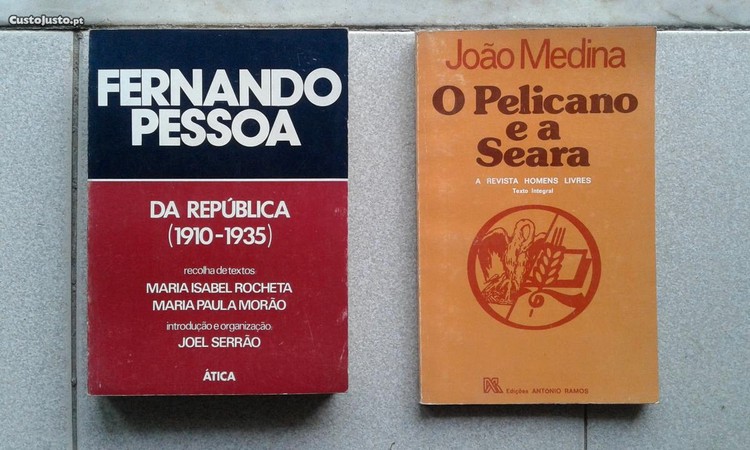 CustoJusto.pt
FERNANDO
PESSOA
DA REPÚBLICA
(1910-1935)
recolha de textos
MARIA ISABEL ROCHETA
MARIA PAULA MORÃO
introdução e organização:
JOEL SERRÃO
ÁTICA
João Medina
O Pelicano
e a
Seara
A REVISTA HOMENS LIVRES
Texto Integral
Edições ANTÓNIO RAMOS